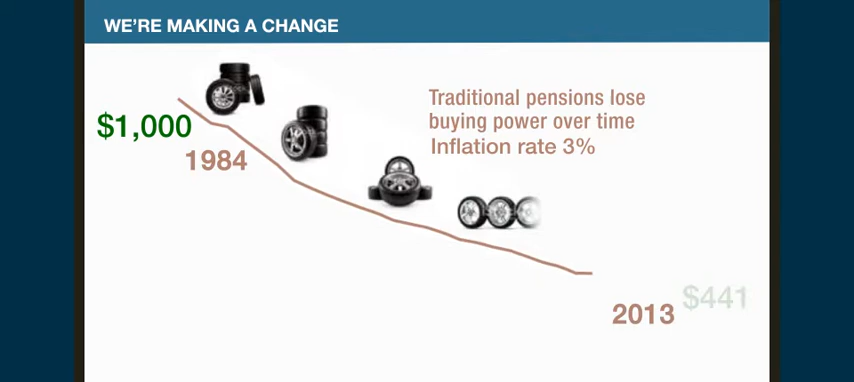 WE'RE MAKING A CHANGE
Traditional pensions lose
buying power over time
Inflation rate 3%
$1,000
1984
$441
2013